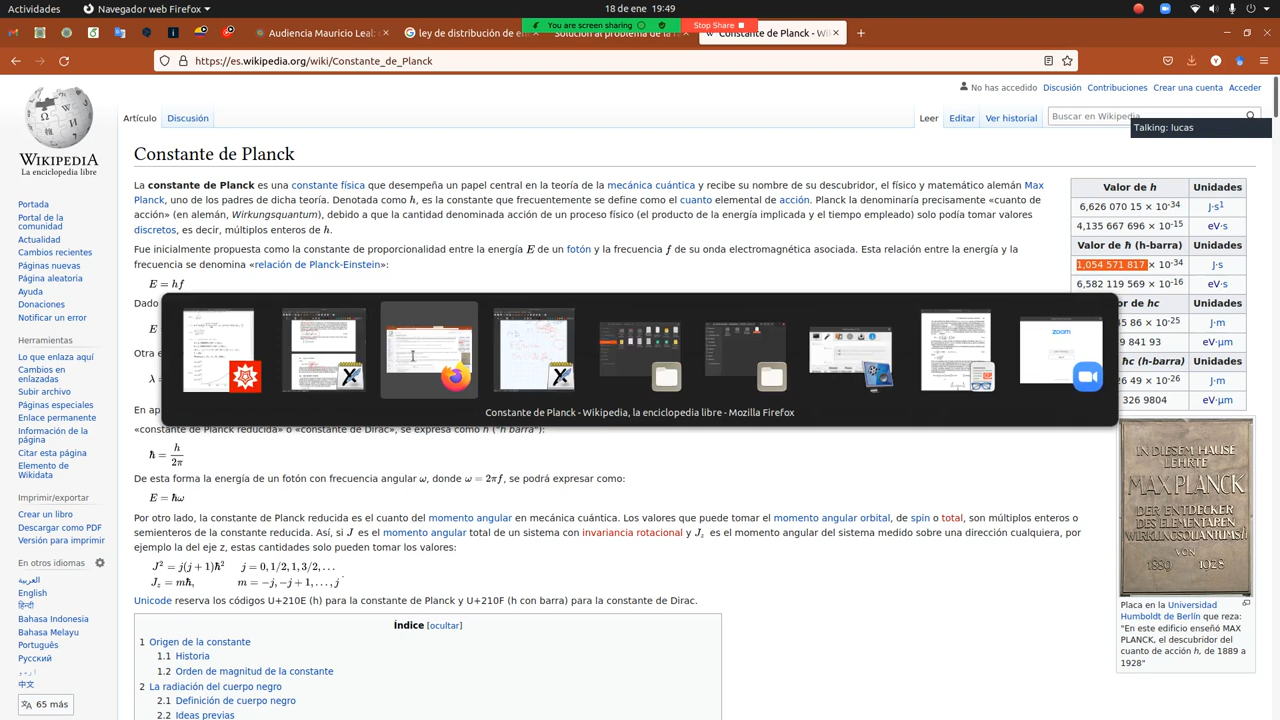 Actividades
Navegador web Firefox
18 de ene  19:49
You are screen sharing
Stop Share
Audiencia Mauricio Leal:
ley de distribución de
Constante de Planck - Wi
https://es.wikipedia.org/wiki/Constante_de_Planck
No has accedido Discusión Contribuciones Crear una cuenta Acceder
Artículo Discusión
Leer Editar Ver historial
Buscar en Wikipedia
Talking: lucas
WIKIPEDIA
La enciclopedia libre
Portada
Portal de la comunidad
Actualidad
Cambios recientes
Páginas nuevas
Página aleatoria
Ayuda
Donaciones
Notificar un error
Herramientas
Lo que enlaza aquí
Cambios en enlazadas
Subir archivo
Páginas especiales
Enlace permanente
Información de la página
Citar esta página
Elemento de Wikidata
Imprimir/exportar
Crear un libro
Descargar como PDF
Versión para imprimir
En otros idiomas
العربية
English
हिन्दी
Bahasa Indonesia
Bahasa Melayu
Português
Русский
اردو
中文
65 más
Constante de Planck
La constante de Planck es una constante física que desempeña un papel central en la teoría de la mecánica cuántica y recibe su nombre de su descubridor, el físico y matemático alemán Max
Planck, uno de los padres de dicha teoría. Denotada como h, es la constante que frecuentemente se define como el cuanto elemental de acción. Planck la denominaría precisamente «cuanto de
acción» (en alemán, Wirkungsquantum), debido a que la cantidad denominada acción de un proceso físico (el producto de la energía implicada y el tiempo empleado) solo podía tomar valores
discretos, es decir, múltiplos enteros de h.
Fue inicialmente propuesta como la constante de proporcionalidad entre la energía E de un fotón y la frecuencia f de su onda electromagnética asociada. Esta relación entre la energía y la
frecuencia se denomina «relación de Planck-Einstein»:
E = hf
Dado
E
Otra
λ =
En
zoom
Constante de Planck - Wikipedia, la enciclopedia libre - Mozilla Firefox
«constante de Planck reducida» o «constante de Dirac», se expresa como ħ ("h barra"):
ħ = h / 2π
De esta forma la energía de un fotón con frecuencia angular ω, donde ω = 2πf, se podrá expresar como:
E = ħω
Por otro lado, la constante de Planck reducida es el cuanto del momento angular en mecánica cuántica. Los valores que puede tomar el momento angular orbital, de spin o total, son múltiplos enteros o
semienteros de la constante reducida. Así, si J es el momento angular total de un sistema con invariancia rotacional y Jz es el momento angular del sistema medido sobre una dirección cualquiera, por
ejemplo la del eje z, estas cantidades solo pueden tomar los valores:
J² = j(j + 1)ħ²   j = 0, 1/2, 1, 3/2, . . .
Jz = mħ,   m = −j, −j + 1, . . . , j
Unicode reserva los códigos U+210E (h) para la constante de Planck y U+210F (h con barra) para la constante de Dirac.
Índice [ocultar]
1 Origen de la constante
1.1 Historia
1.2 Orden de magnitud de la constante
2 La radiación del cuerpo negro
2.1 Definición de cuerpo negro
2.2 Ideas previas
Valor de h Unidades
6,626 070 15 × 10⁻³⁴ J·s¹
4,135 667 696 × 10⁻¹⁵ eV·s
Valor de ħ (h-barra) Unidades
1,054 571 817 × 10⁻³⁴ J·s
6,582 119 569 × 10⁻¹⁶ eV·s
or de hc Unidades
45 86 × 10⁻²⁵ J·m
9 841 93 eV·μm
ħc (h-barra) Unidades
26 49 × 10⁻²⁶ J·m
326 9804 eV·μm
IN DIESEM HAUSE
LEHRTE
MAX PLANCK
DER ENTDECKER
DES ELEMENTAREN
WIRKUNGSQUANTUMS h
VON
1889 1928
Placa en la Universidad
Humboldt de Berlín que reza:
"En este edificio enseñó MAX
PLANCK, el descubridor del
cuanto de acción h, de 1889 a
1928"